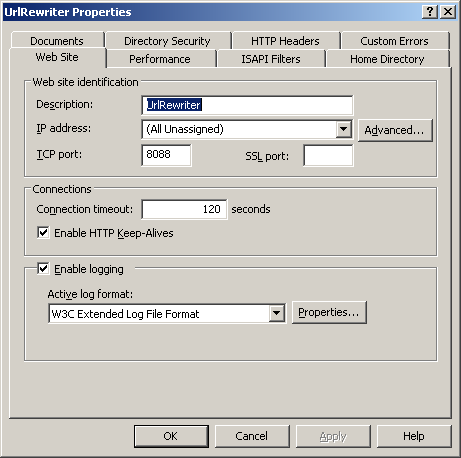 UrlRewriter Properties
Documents Directory Security HTTP Headers Custom Errors
Web Site Performance ISAPI Filters Home Directory
Web site identification
Description: UrlRewriter
IP address: (All Unassigned) Advanced...
TCP port: 8088 SSL port:
Connections
Connection timeout: 120 seconds
Enable HTTP Keep-Alives
Enable logging
Active log format:
W3C Extended Log File Format Properties...
OK Cancel Apply Help